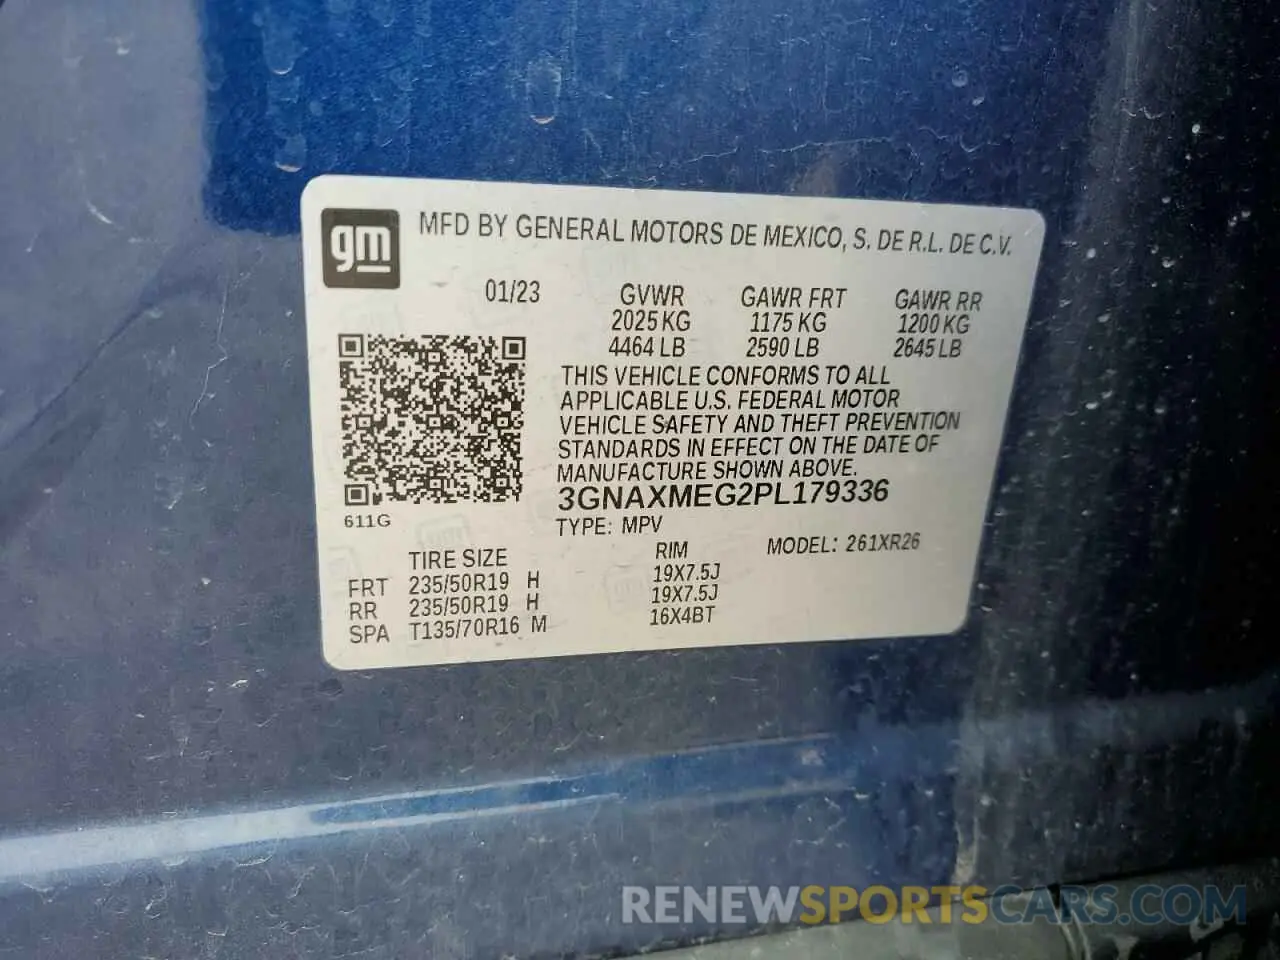 gm
MFD BY GENERAL MOTORS DE MEXICO, S. DE R.L. DE C.V.
01/23 GVWR GAWR FRT GAWR RR
2025 KG 1175 KG 1200 KG
4464 LB 2590 LB 2645 LB
THIS VEHICLE CONFORMS TO ALL
APPLICABLE U.S. FEDERAL MOTOR
VEHICLE SAFETY AND THEFT PREVENTION
STANDARDS IN EFFECT ON THE DATE OF
MANUFACTURE SHOWN ABOVE.
3GNAXMEG2PL179336
611G
TYPE: MPV
MODEL: 261XR26
TIRE SIZE RIM
FRT 235/50R19 H 19X7.5J
RR 235/50R19 H 19X7.5J
SPA T135/70R16 M 16X4BT
RENEWSPORTSCARS.COM